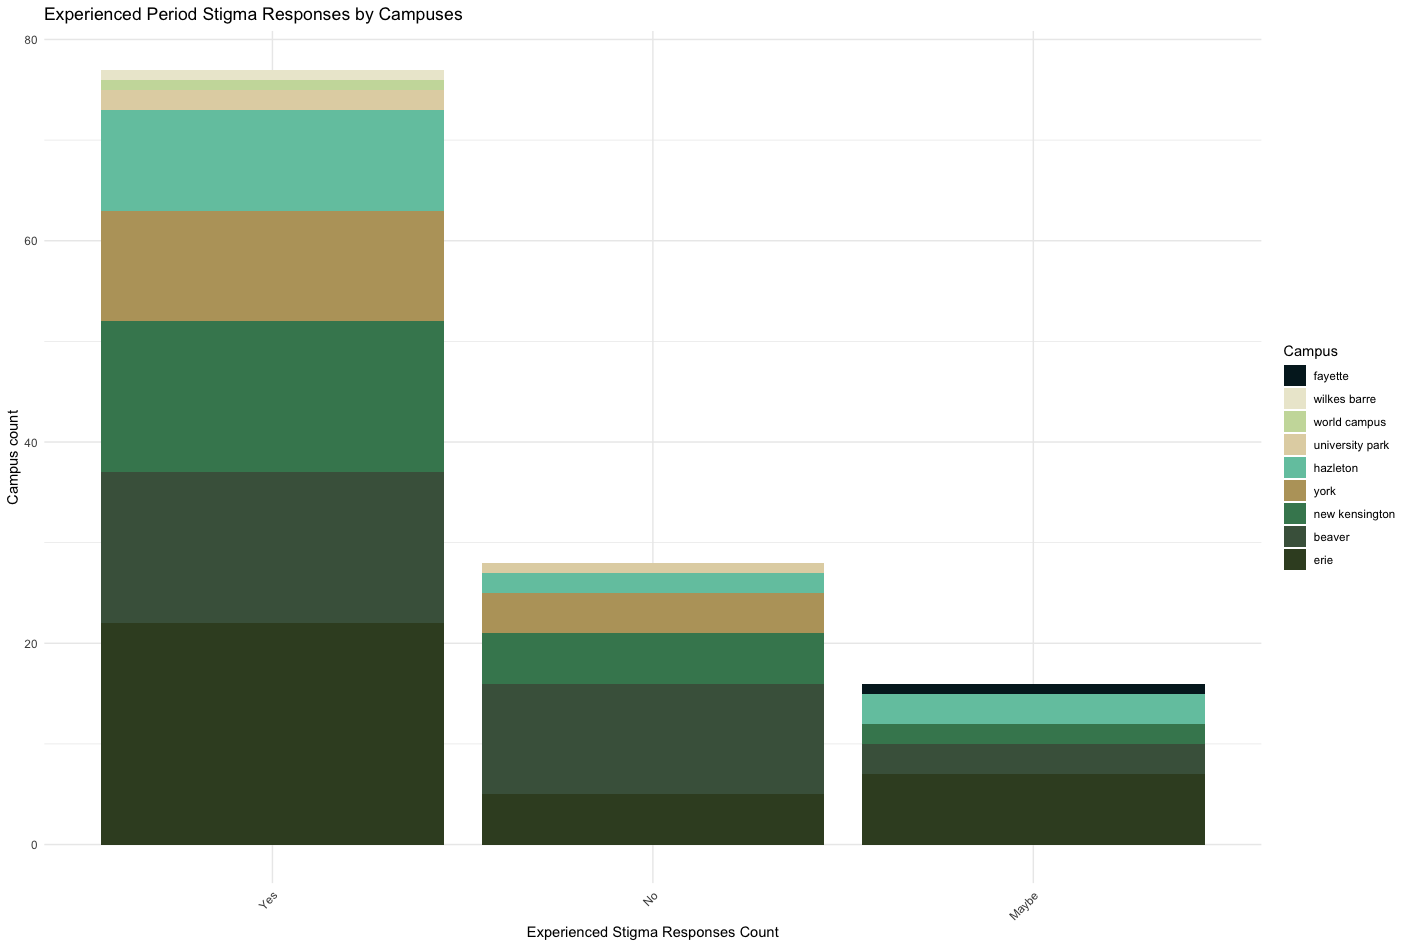 Experienced Period Stigma Responses by Campuses
80
60
40
20
0
Campus count
Yes
No
Maybe
Experienced Stigma Responses Count
Campus
fayette
wilkes barre
world campus
university park
hazleton
york
new kensington
beaver
erie